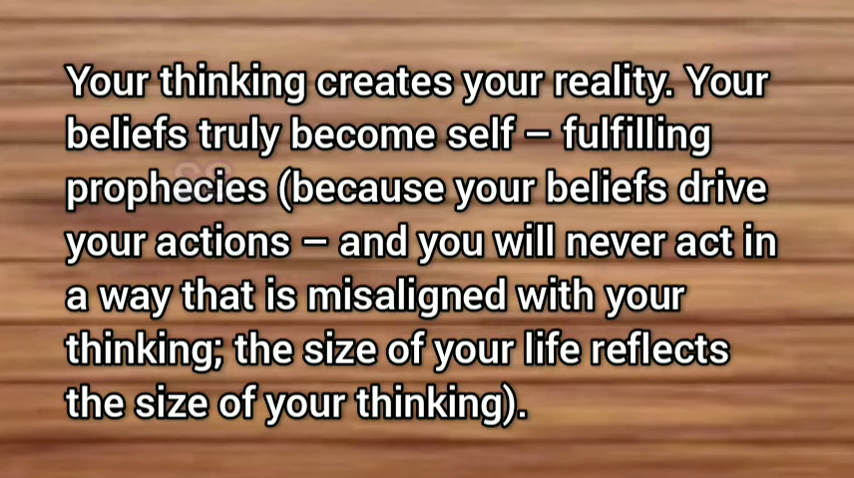 Your thinking creates your reality. Your
beliefs truly become self – fulfilling
prophecies (because your beliefs drive
your actions – and you will never act in
a way that is misaligned with your
thinking; the size of your life reflects
the size of your thinking).